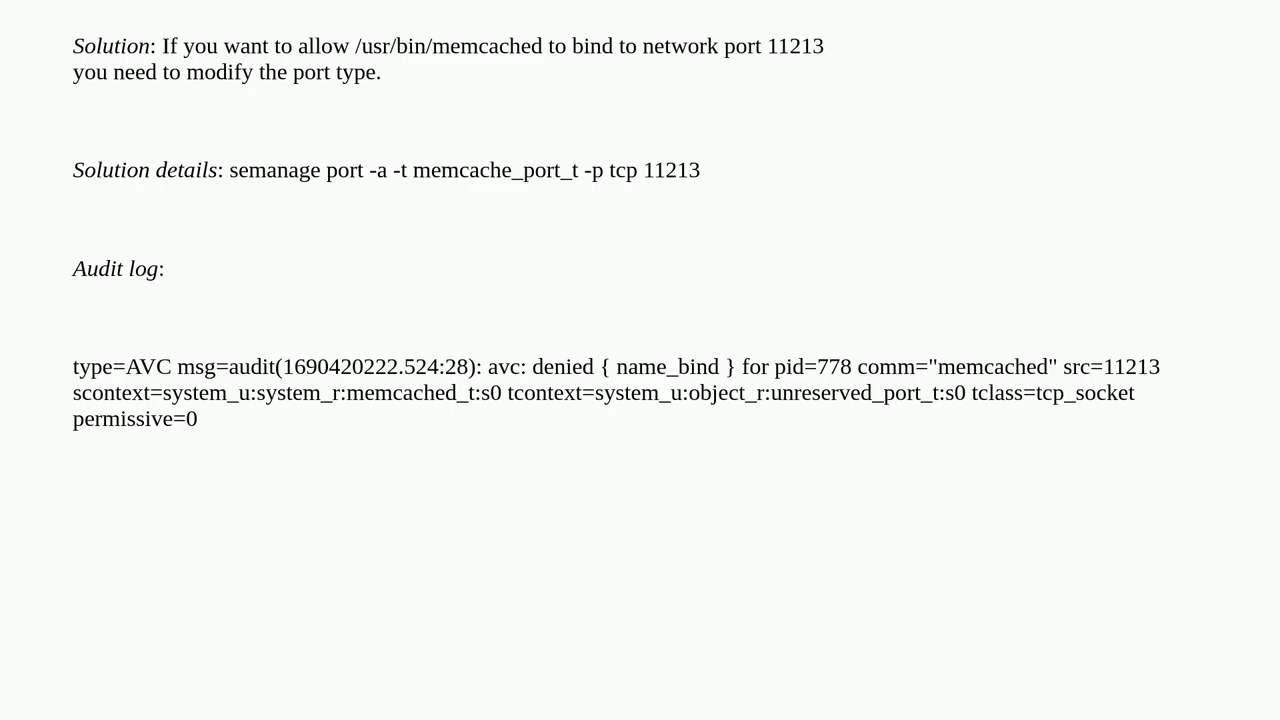 Solution: If you want to allow /usr/bin/memcached to bind to network port 11213
you need to modify the port type.
Solution details: semanage port -a -t memcache_port_t -p tcp 11213
Audit log:
type=AVC msg=audit(1690420222.524:28): avc: denied { name_bind } for pid=778 comm="memcached" src=11213
scontext=system_u:system_r:memcached_t:s0 tcontext=system_u:object_r:unreserved_port_t:s0 tclass=tcp_socket
permissive=0